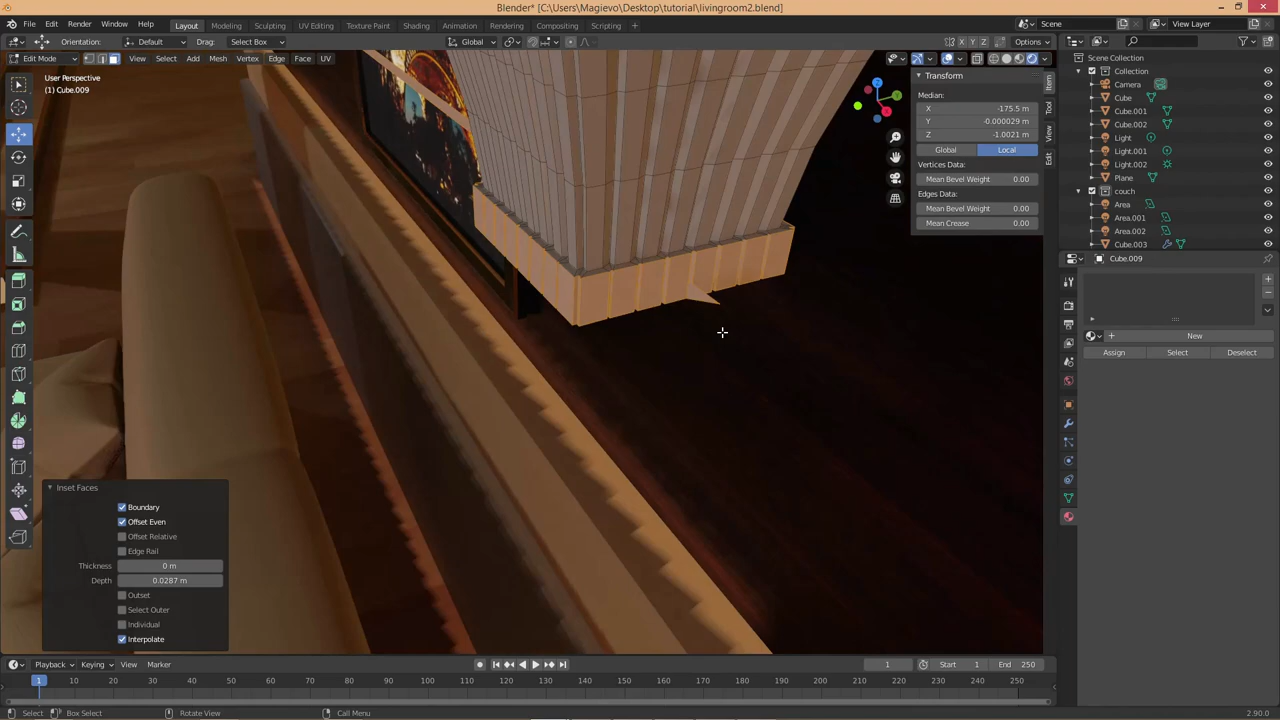 Blender* [C:\Users\Magievo\Desktop\tutorial\livingroom2.blend]
File Edit Render Window Help Layout Modeling Sculpting UV Editing Texture Paint Shading Animation Rendering Compositing Scripting Scene View Layer
Orientation: Default Drag: Select Box Global X Y Z Options
Edit Mode View Select Add Mesh Vertex Edge Face UV
User Perspective
(1) Cube.009
Transform
Median:
X -175.5 m
Y -0.000029 m
Z -1.0021 m
Global Local
Vertices Data:
Mean Bevel Weight 0.00
Edges Data:
Mean Bevel Weight 0.00
Mean Crease 0.00
Item
Tool
View
Edit
Scene Collection
Collection
Camera
Cube
Cube.001
Cube.002
Light
Light.001
Light.002
Plane
couch
Area
Area.001
Area.002
Cube.003
Cube.009
New
Assign Select Deselect
Inset Faces
Boundary
Offset Even
Offset Relative
Edge Rail
Thickness 0 m
Depth 0.0287 m
Outset
Select Outer
Individual
Interpolate
Playback Keying View Marker 1 Start 1 End 250
1 10 20 30 40 50 60 70 80 90 100 110 120 130 140 150 160 170 180 190 200 210 220 230 240 250
Select Box Select Rotate View Call Menu 2.90.0